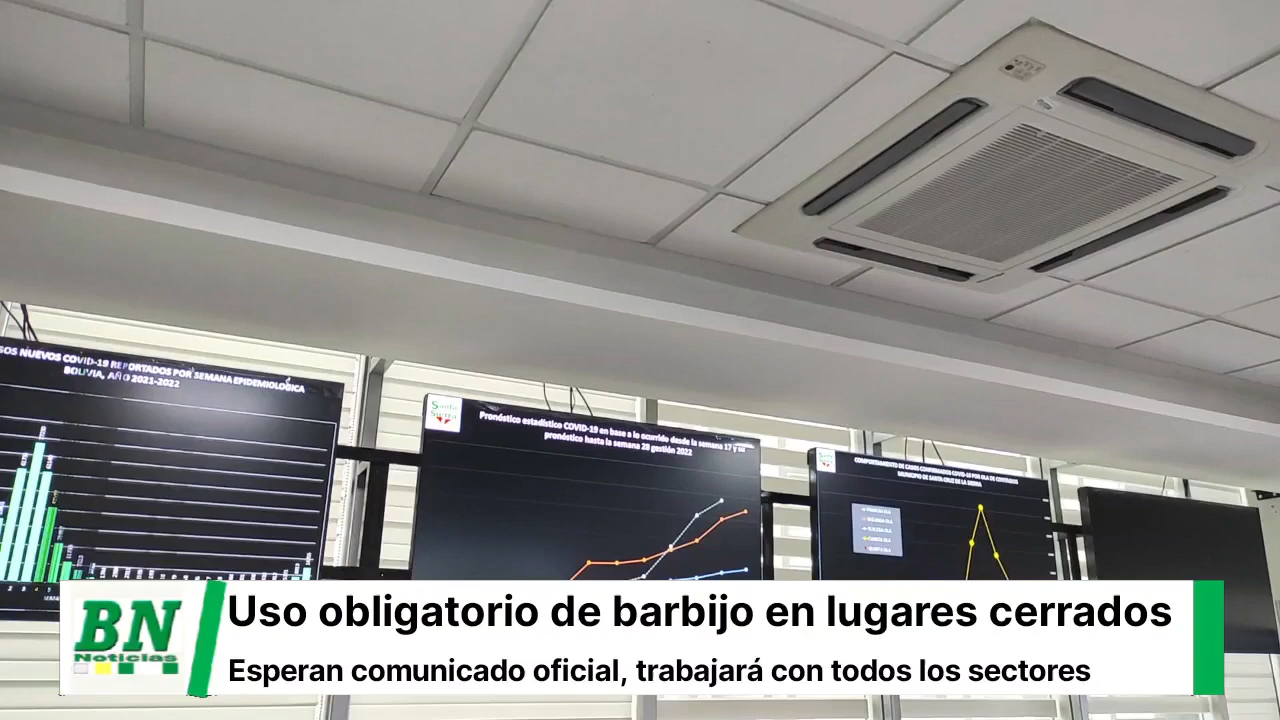 SOS NUEVOS COVID-19 REPORTADOS POR SEMANA EPIDEMIOLÓGICA
BOLIVIA, AÑO 2021-2022
Santa
Sierra
Pronóstico estadístico COVID-19 en base a lo ocurrido desde la semana 17 y su
pronóstico hasta la semana 28 gestión 2022
COMPORTAMIENTO DE CASOS CONFIRMADOS COVID-19 POR OLA DE CONTAGIOS
MUNICIPIO DE SANTA CRUZ DE LA SIERRA
BN
Noticias
Uso obligatorio de barbijo en lugares cerrados
Esperan comunicado oficial, trabajará con todos los sectores